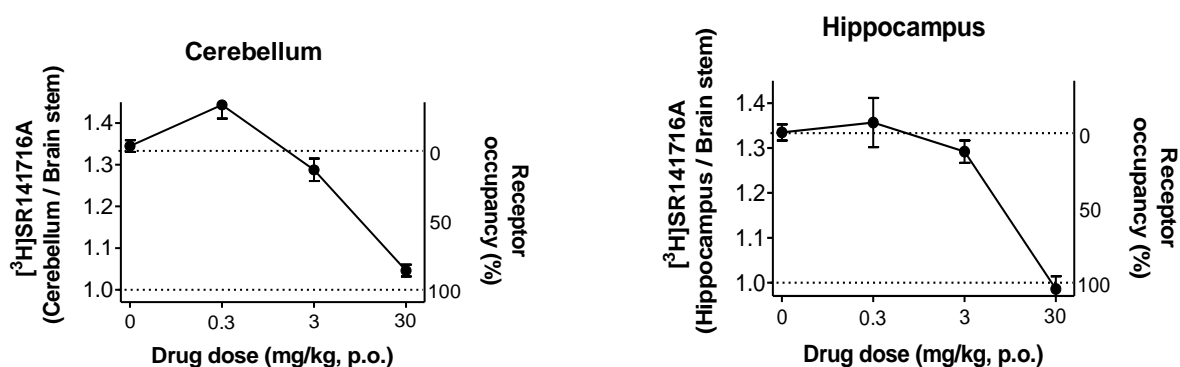 Cerebellum
[³H]SR141716A
(Cerebellum / Brain stem)
1.4
1.3
1.2
1.1
1.0
0
50
100
Receptor
occupancy (%)
0
0.3
3
30
Drug dose (mg/kg, p.o.)
Hippocampus
[³H]SR141716A
(Hippocampus / Brain stem)
1.4
1.3
1.2
1.1
1.0
0
50
100
Receptor
occupancy (%)
0
0.3
3
30
Drug dose (mg/kg, p.o.)